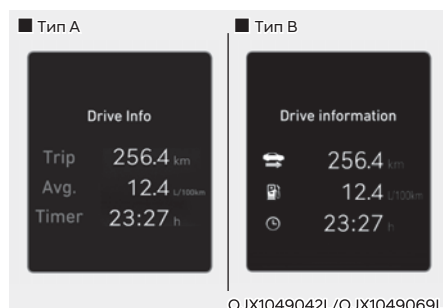 ■ Тип A
■ Тип B
Drive Info
Trip 256.4 km
Avg. 12.4 L/100km
Timer 23:27 h
Drive information
256.4 km
12.4 L/100km
23:27 h
OJX1049042L/OJX1049069L